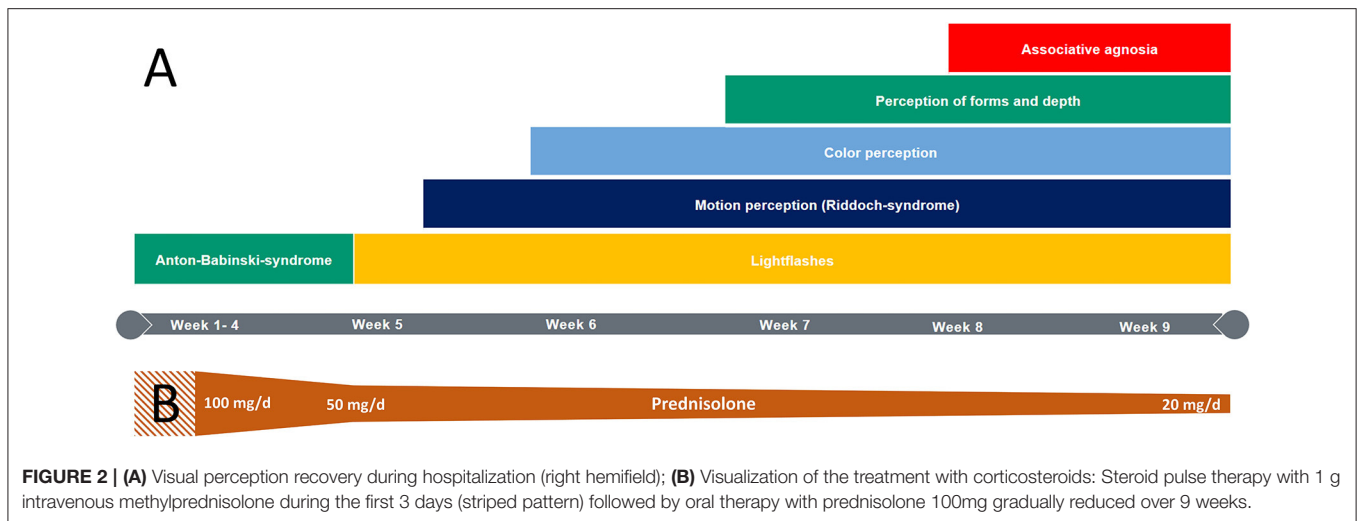 A
Associative agnosia
Perception of forms and depth
Color perception
Motion perception (Riddoch-syndrome)
Anton-Babinski-syndrome
Lightflashes
Week 1- 4
Week 5
Week 6
Week 7
Week 8
Week 9
B
100 mg/d
50 mg/d
Prednisolone
20 mg/d
FIGURE 2 | (A) Visual perception recovery during hospitalization (right hemifield); (B) Visualization of the treatment with corticosteroids: Steroid pulse therapy with 1 g
intravenous methylprednisolone during the first 3 days (striped pattern) followed by oral therapy with prednisolone 100mg gradually reduced over 9 weeks.